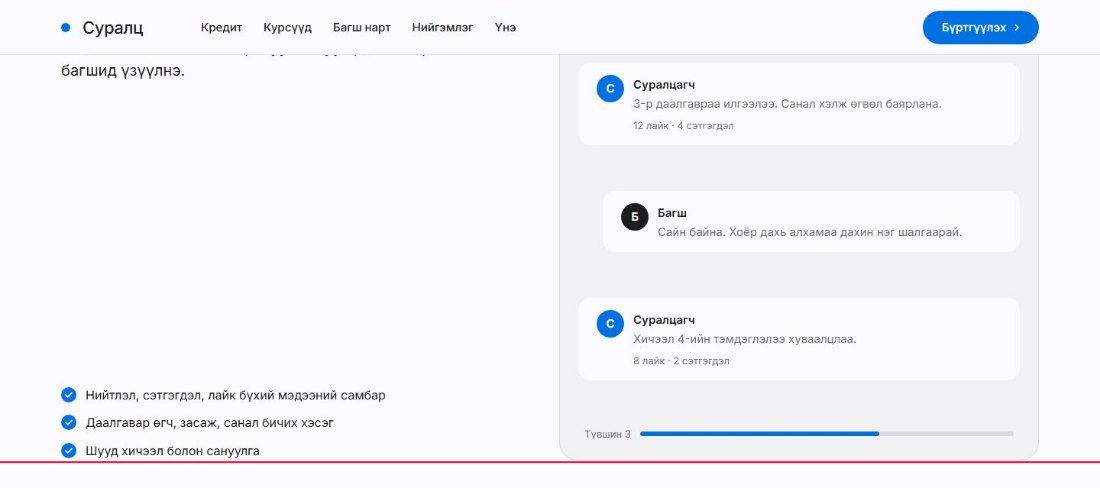 Суралц
Кредит Курсууд Багш нарт Нийгэмлэг Үнэ
Бүртгүүлэх
багшид үзүүлнэ.
Нийтлэл, сэтгэгдэл, лайк бүхий мэдээний самбар
Даалгавар өгч, засаж, санал бичих хэсэг
Шууд хичээл болон сануулга
С
Суралцагч
3-р даалгавраа илгээлээ. Санал хэлж өгвөл баярлана.
12 лайк · 4 сэтгэгдэл
Б
Багш
Сайн байна. Хоёр дахь алхамаа дахин нэг шалгаарай.
С
Суралцагч
Хичээл 4-ийн тэмдэглэлээ хуваалцлаа.
8 лайк · 2 сэтгэгдэл
Түвшин 3